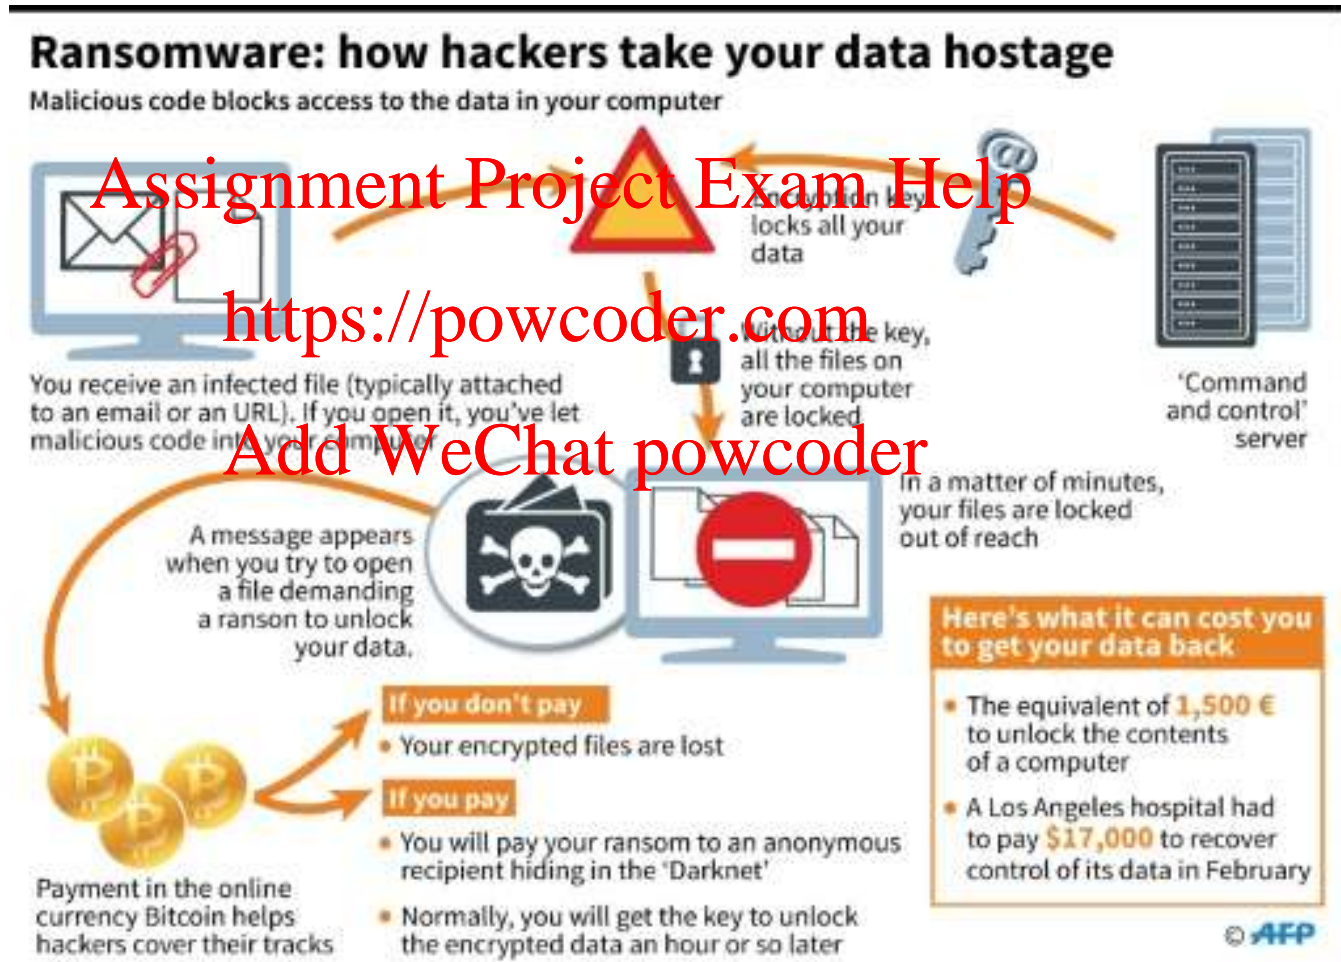 Ransomware: how hackers take your data hostage
Malicious code blocks access to the data in your computer
Assignment Project Exam Help
Encryption key
locks all your
data
https://powcoder.com
Without the key,
all the files on
your computer
are locked
'Command
and control'
server
You receive an infected file (typically attached
to an email or an URL). If you open it, you've let
malicious code into your computer
Add WeChat powcoder
In a matter of minutes,
your files are locked
out of reach
A message appears
when you try to open
a file demanding
a ranson to unlock
your data.
Here's what it can cost you
to get your data back
• The equivalent of 1,500 €
to unlock the contents
of a computer
• A Los Angeles hospital had
to pay $17,000 to recover
control of its data in February
If you don't pay
• Your encrypted files are lost
If you pay
• You will pay your ransom to an anonymous
recipient hiding in the 'Darknet'
• Normally, you will get the key to unlock
the encrypted data an hour or so later
Payment in the online
currency Bitcoin helps
hackers cover their tracks
© AFP